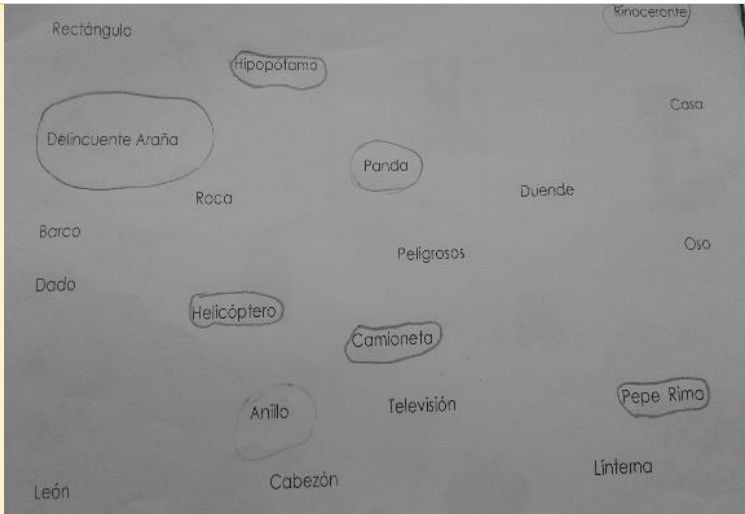 Rinoceronte
Rectángulo
Hipopótamo
Casa
Delincuente Araña
Panda
Duende
Roca
Barco
Peligrosos
Oso
Dado
Helicóptero
Camioneta
Pepe Rima
Anillo
Televisión
Linterna
Cabezón
León